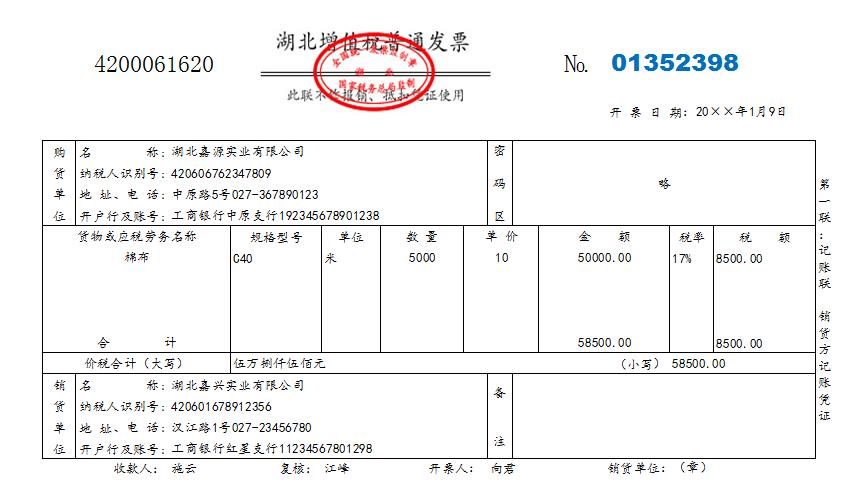 湖北增值税普通发票
4200061620
No. 01352398
全国统一发票监制章
湖 北
国家税务总局监制
此联不作报销、抵扣凭证使用
开 票 日 期: 20××年1月9日
购货单位
名 称: 湖北嘉源实业有限公司
纳税人识别号: 420606762347809
地 址、电 话: 中原路5号027-367890123
开户行及账号: 工商银行中原支行192345678901238
密码区
略
货物或应税劳务名称 规格型号 单位 数 量 单 价 金 额 税率 税 额
棉布 G40 米 5000 10 50000.00 17% 8500.00
合 计 58500.00 8500.00
价税合计（大写） 伍万捌仟伍佰元 （小写） 58500.00
销货单位
名 称: 湖北嘉兴实业有限公司
纳税人识别号: 420601678912356
地 址、电 话: 汉江路1号027-23456780
开户行及账号: 工商银行红星支行11234567801298
备注
收款人: 施云 复核: 江峰 开票人: 向君 销货单位:（章）
第一联:记账联 销货方记账凭证